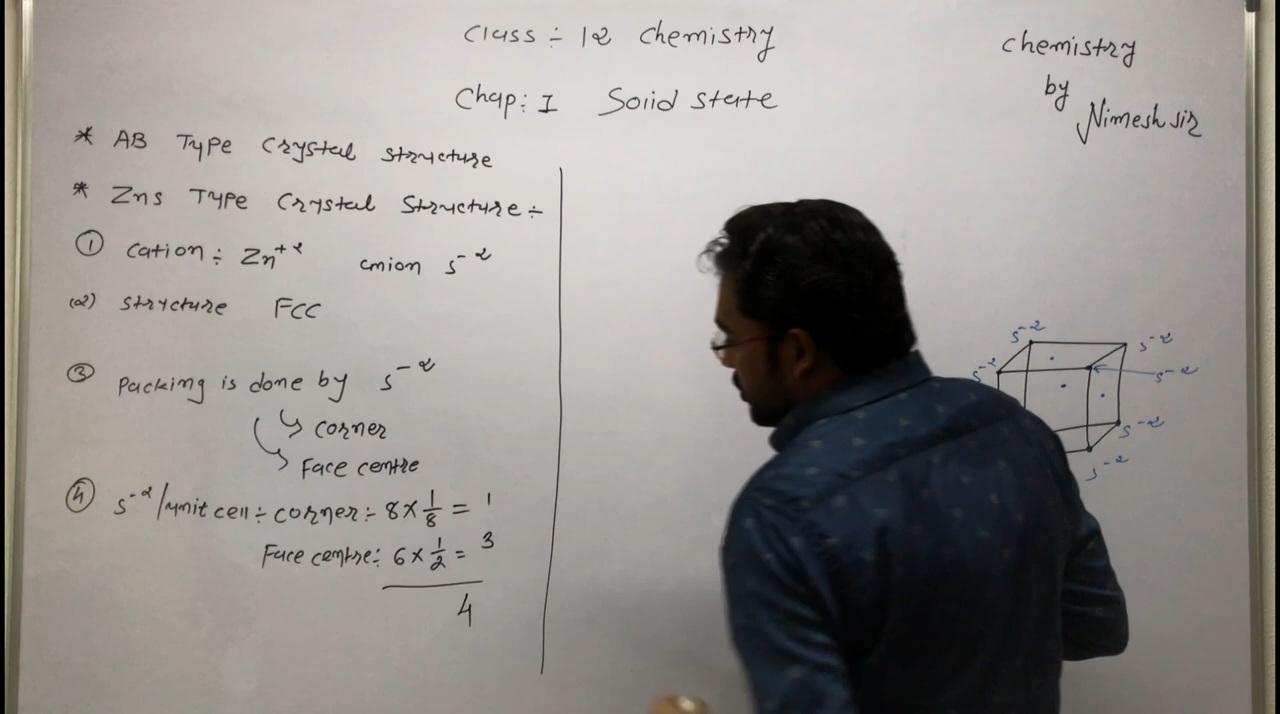 Class ÷ 12 Chemistry
Chap: I Solid state
Chemistry
by
Nimesh sir
* AB Type Crystal structure
* Zns Type Crystal Structure ÷
① Cation ÷ Zn⁺² anion s⁻²
(2) structure FCC
③ Packing is done by s⁻²
↳ corner
↳ Face centre
④ s⁻²/unit cell ÷ corner ÷ 8 × 1/8 = 1
Face centre: 6 × 1/2 = 3
4
s⁻²
s⁻²
s⁻²
s⁻²
s⁻²
s⁻²